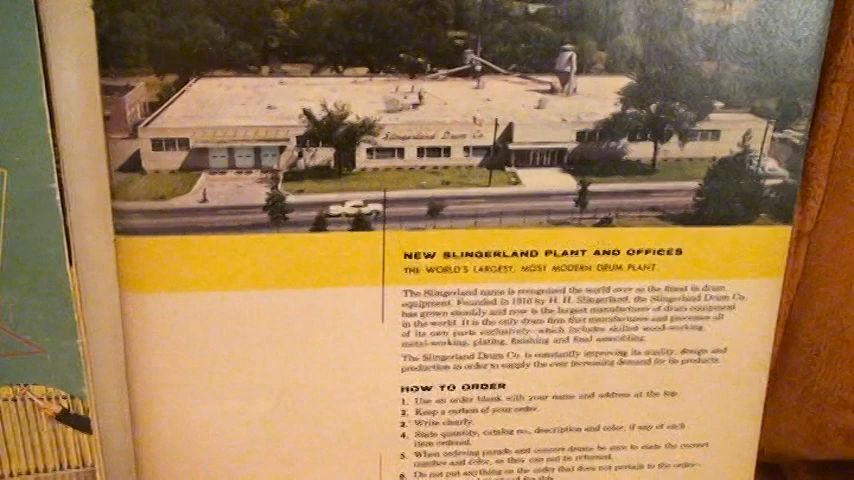 Slingerland Drum Co.
NEW SLINGERLAND PLANT AND OFFICES
THE WORLD'S LARGEST, MOST MODERN DRUM PLANT.
The Slingerland name is recognized the world over as the finest in drum
equipment. Founded in 1916 by H. H. Slingerland, the Slingerland Drum Co.
has grown steadily and now is the largest manufacturer of drum equipment
in the world. It is the only drum firm that manufactures and processes all
of its own parts exclusively, which includes skilled wood-working,
metal-working, plating, finishing and final assembling.
The Slingerland Drum Co. is constantly improving its quality, design and
production in order to supply the ever increasing demand for its products.
HOW TO ORDER
1. Use an order blank with your name and address at the top.
2. Keep a carbon of your order.
3. Write clearly.
4. State quantity, catalog no., description and color, if any of each
item ordered.
5. When ordering parade and concert drums be sure to state the correct
number and color, as they can not be returned.
6. Do not put anything on the order that does not pertain to the order—